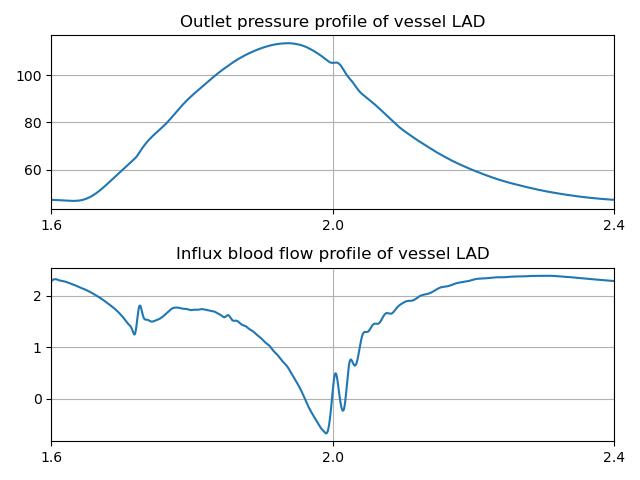 Outlet pressure profile of vessel LAD
100
80
60
1.6 2.0 2.4
Influx blood flow profile of vessel LAD
2
1
0
1.6 2.0 2.4